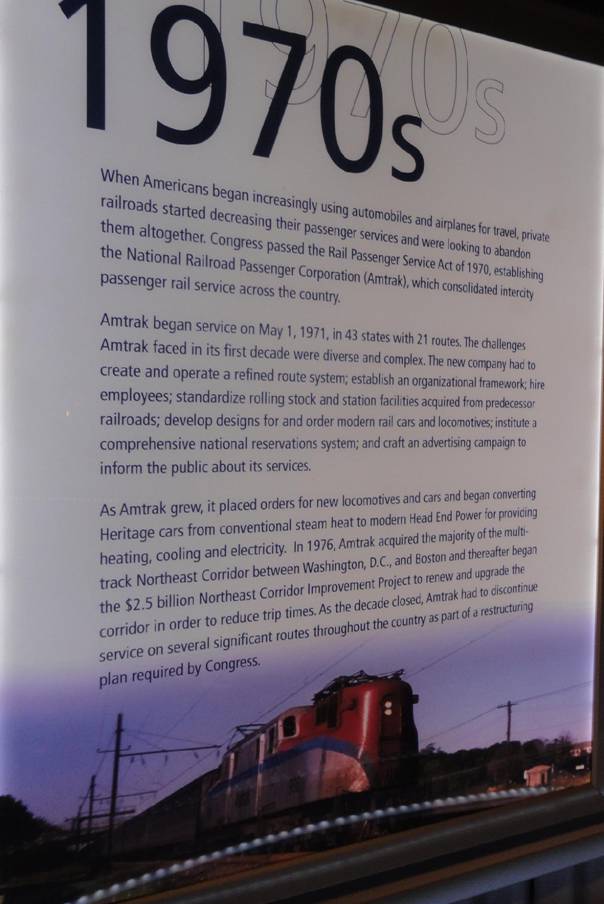 1970s
1970s
When Americans began increasingly using automobiles and airplanes for travel, private
railroads started decreasing their passenger services and were looking to abandon
them altogether. Congress passed the Rail Passenger Service Act of 1970, establishing
the National Railroad Passenger Corporation (Amtrak), which consolidated intercity
passenger rail service across the country.
Amtrak began service on May 1, 1971, in 43 states with 21 routes. The challenges
Amtrak faced in its first decade were diverse and complex. The new company had to
create and operate a refined route system; establish an organizational framework; hire
employees; standardize rolling stock and station facilities acquired from predecessor
railroads; develop designs for and order modern rail cars and locomotives; institute a
comprehensive national reservations system; and craft an advertising campaign to
inform the public about its services.
As Amtrak grew, it placed orders for new locomotives and cars and began converting
Heritage cars from conventional steam heat to modern Head End Power for providing
heating, cooling and electricity. In 1976, Amtrak acquired the majority of the multi-
track Northeast Corridor between Washington, D.C., and Boston and thereafter began
the $2.5 billion Northeast Corridor Improvement Project to renew and upgrade the
corridor in order to reduce trip times. As the decade closed, Amtrak had to discontinue
service on several significant routes throughout the country as part of a restructuring
plan required by Congress.